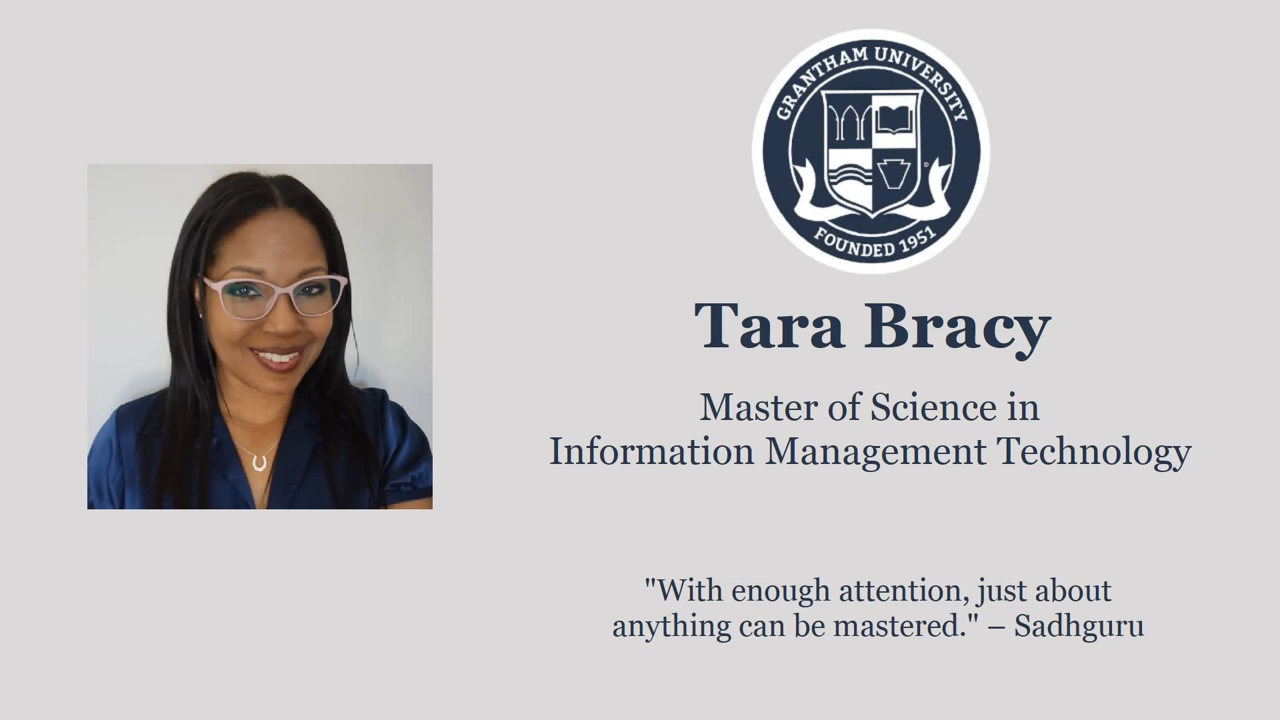 GRANTHAM UNIVERSITY
FOUNDED 1951
Tara Bracy
Master of Science in
Information Management Technology
"With enough attention, just about
anything can be mastered." – Sadhguru